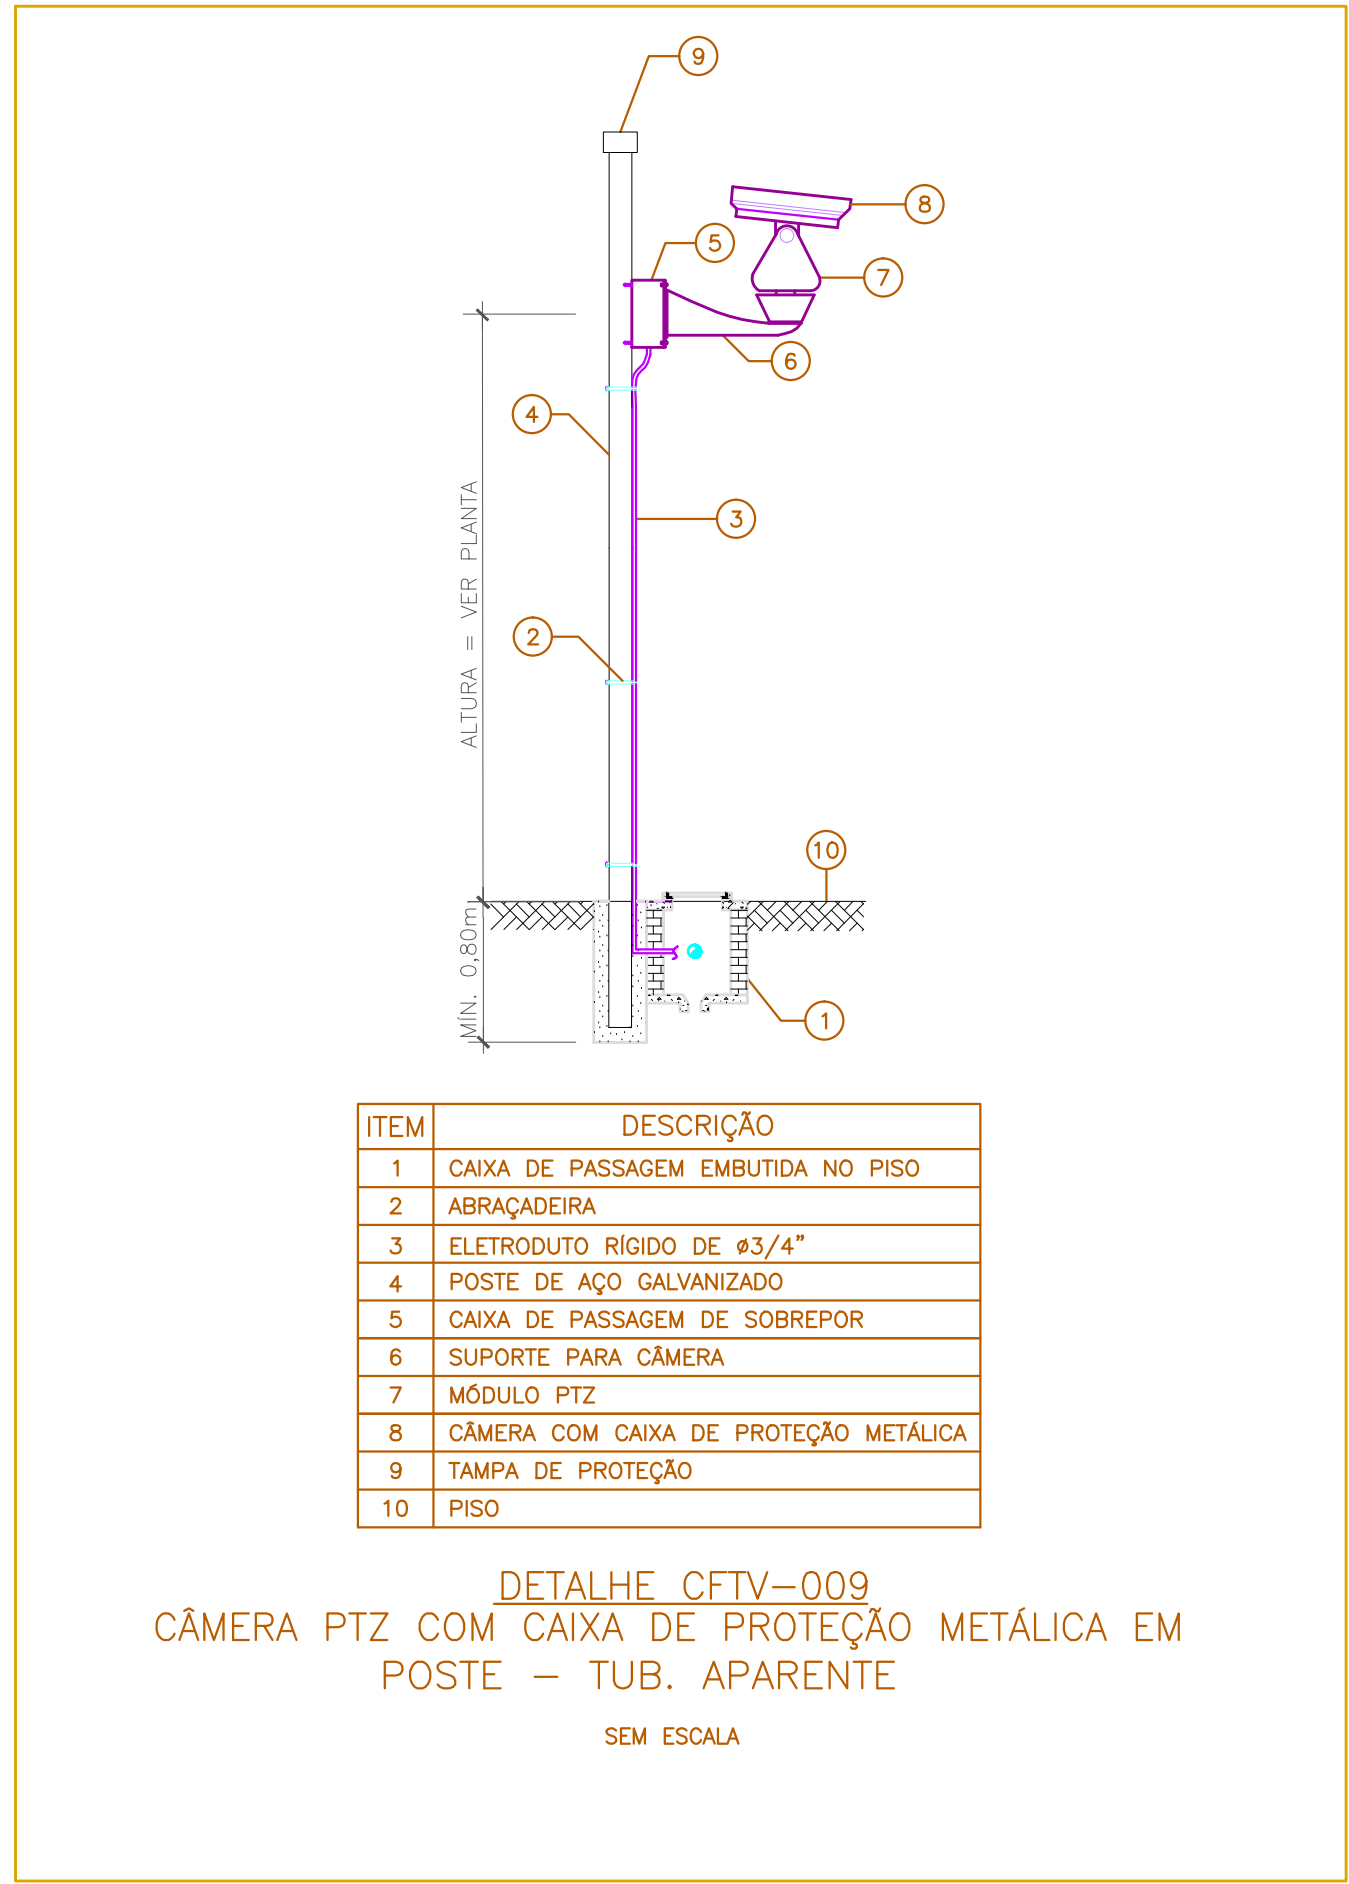 9
8
5
7
6
4
3
2
10
1
ALTURA = VER PLANTA
MÍN. 0,80m
ITEM DESCRIÇÃO
1 CAIXA DE PASSAGEM EMBUTIDA NO PISO
2 ABRAÇADEIRA
3 ELETRODUTO RÍGIDO DE ø3/4"
4 POSTE DE AÇO GALVANIZADO
5 CAIXA DE PASSAGEM DE SOBREPOR
6 SUPORTE PARA CÂMERA
7 MÓDULO PTZ
8 CÂMERA COM CAIXA DE PROTEÇÃO METÁLICA
9 TAMPA DE PROTEÇÃO
10 PISO
DETALHE CFTV-009
CÂMERA PTZ COM CAIXA DE PROTEÇÃO METÁLICA EM
POSTE - TUB. APARENTE
SEM ESCALA